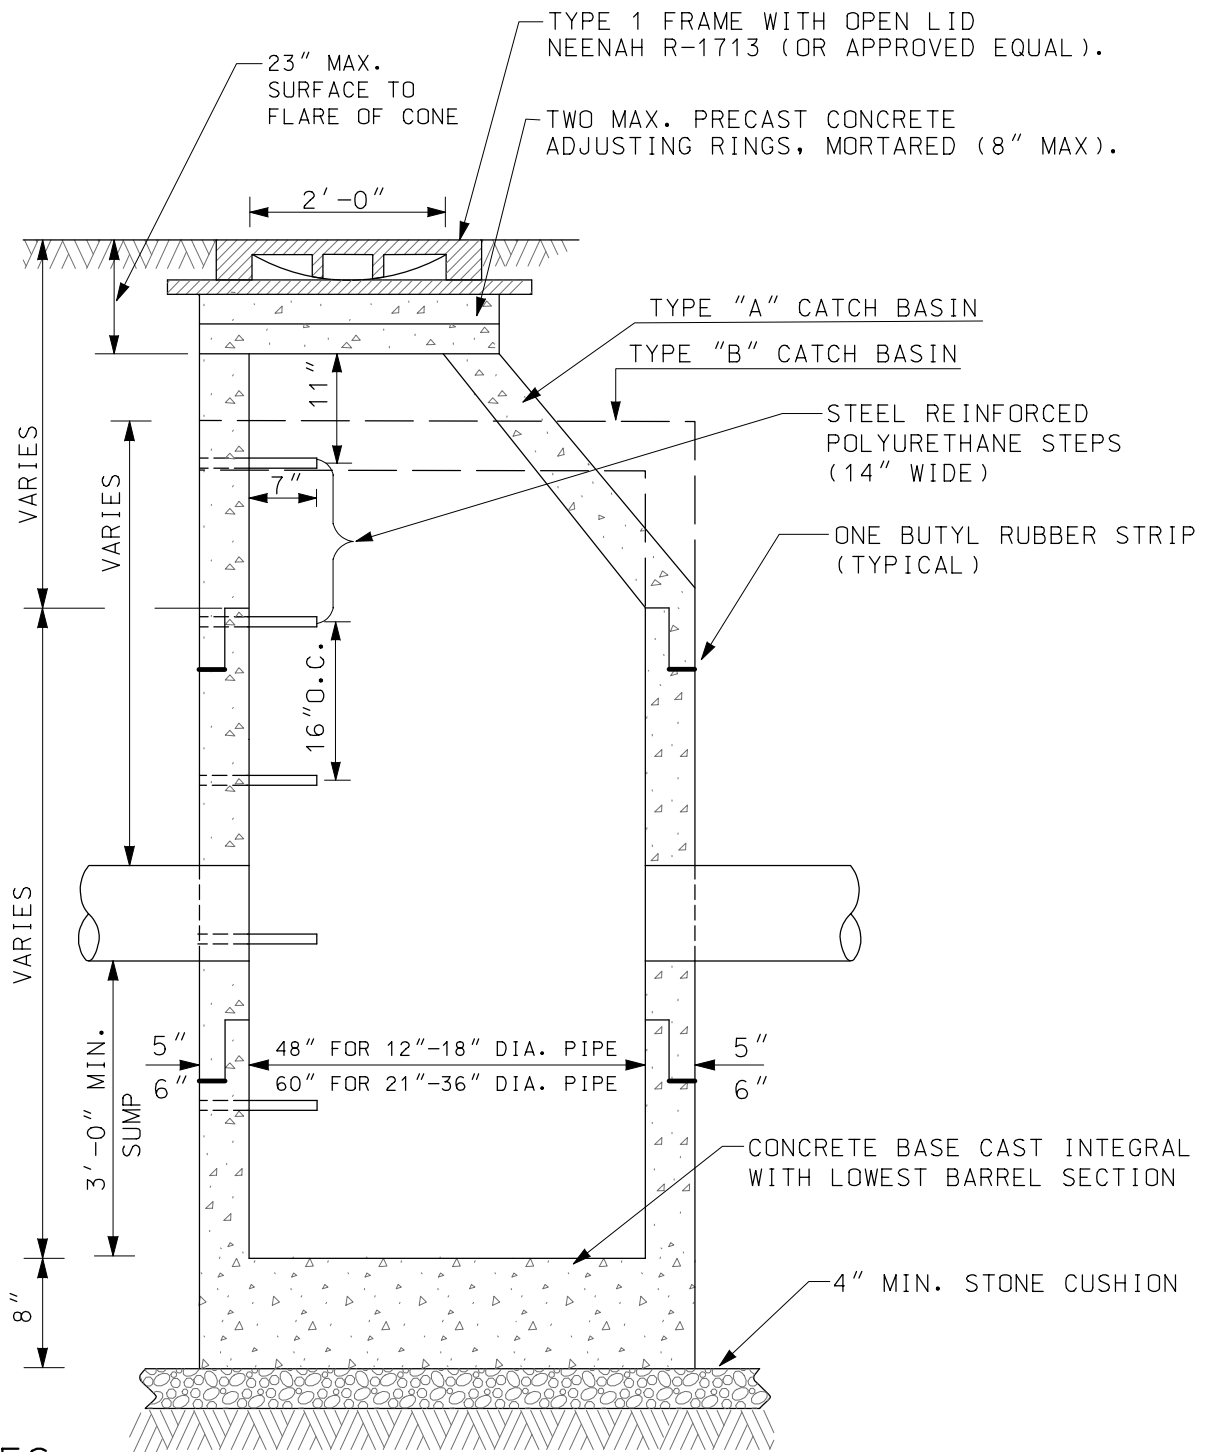 TYPE 1 FRAME WITH OPEN LID
NEENAH R-1713 (OR APPROVED EQUAL).
23" MAX.
SURFACE TO
FLARE OF CONE
TWO MAX. PRECAST CONCRETE
ADJUSTING RINGS, MORTARED (8" MAX).
2'-0"
TYPE "A" CATCH BASIN
TYPE "B" CATCH BASIN
11"
STEEL REINFORCED
POLYURETHANE STEPS
(14" WIDE)
VARIES
VARIES
7"
ONE BUTYL RUBBER STRIP
(TYPICAL)
16"O.C.
VARIES
3'-0" MIN.
SUMP
5"
6"
48" FOR 12"-18" DIA. PIPE
60" FOR 21"-36" DIA. PIPE
5"
6"
CONCRETE BASE CAST INTEGRAL
WITH LOWEST BARREL SECTION
8"
4" MIN. STONE CUSHION